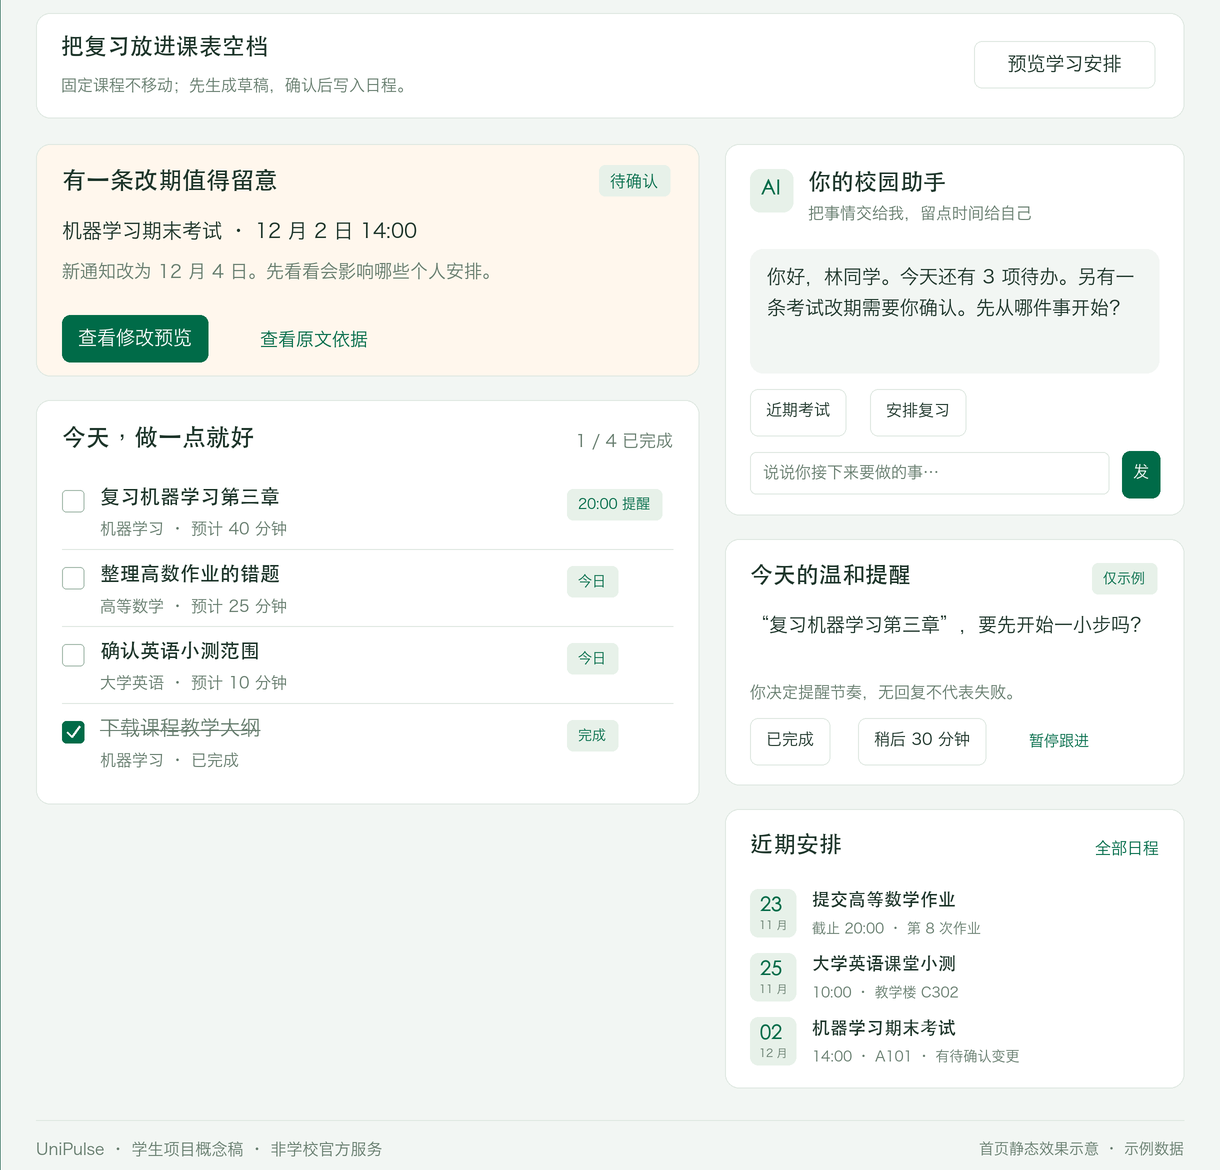 把复习放进课表空档
固定课程不移动；先生成草稿，确认后写入日程。
预览学习安排
有一条改期值得留意
待确认
机器学习期末考试 · 12 月 2 日 14:00
新通知改为 12 月 4 日。先看看会影响哪些个人安排。
查看修改预览
查看原文依据
今天，做一点就好
1 / 4 已完成
复习机器学习第三章
机器学习 · 预计 40 分钟
20:00 提醒
整理高数作业的错题
高等数学 · 预计 25 分钟
今日
确认英语小测范围
大学英语 · 预计 10 分钟
今日
下载课程教学大纲
机器学习 · 已完成
完成
AI
你的校园助手
把事情交给我，留点时间给自己
你好，林同学。今天还有 3 项待办。另有一
条考试改期需要你确认。先从哪件事开始？
近期考试
安排复习
说说你接下来要做的事…
发
今天的温和提醒
仅示例
“复习机器学习第三章”，要先开始一小步吗？
你决定提醒节奏，无回复不代表失败。
已完成
稍后 30 分钟
暂停跟进
近期安排
全部日程
23
11 月
提交高等数学作业
截止 20:00 · 第 8 次作业
25
11 月
大学英语课堂小测
10:00 · 教学楼 C302
02
12 月
机器学习期末考试
14:00 · A101 · 有待确认变更
UniPulse · 学生项目概念稿 · 非学校官方服务
首页静态效果示意 · 示例数据